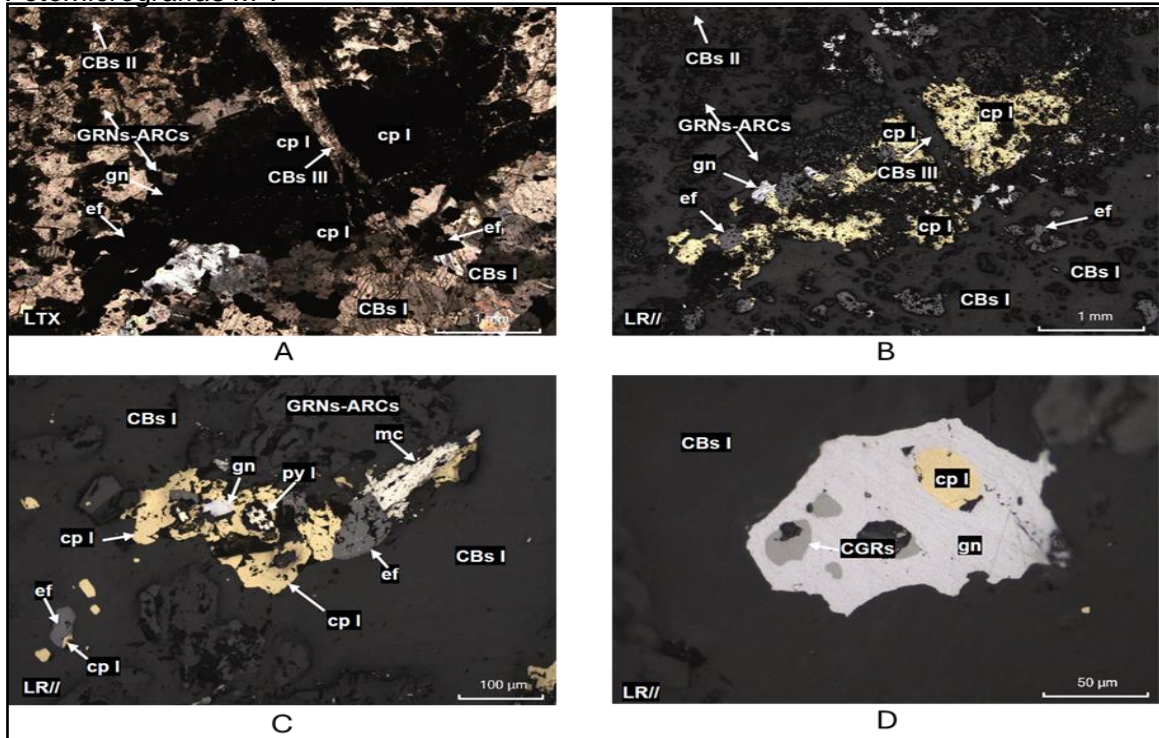 CBs II
GRNs-ARCs
cp I
cp I
gn
CBs III
ef
cp I
ef
CBs I
CBs I
LTX
1 mm
A
CBs II
cp I
GRNs-ARCs
cp I
gn
CBs III
ef
cp I
ef
CBs I
CBs I
LR//
1 mm
B
CBs I
GRNs-ARCs
mc
gn
py I
cp I
CBs I
ef
ef
cp I
cp I
LR//
100 µm
C
CBs I
cp I
CGRs
gn
LR//
50 µm
D